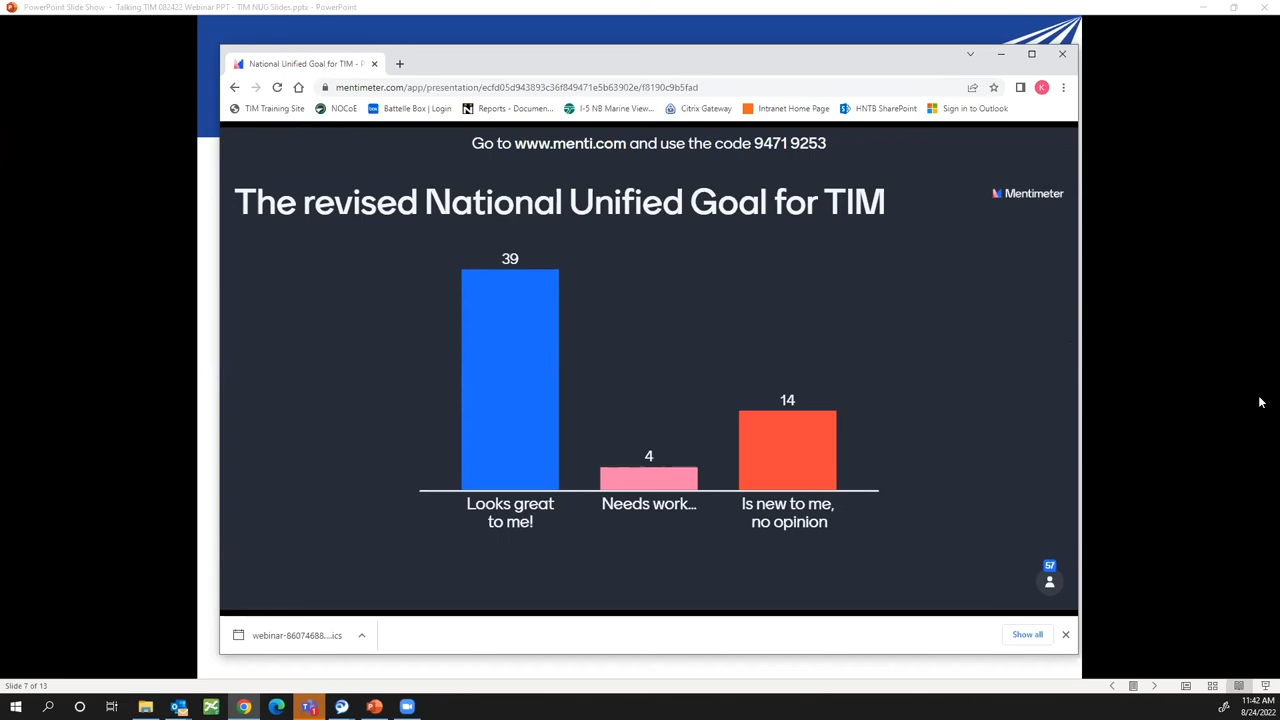 PowerPoint Slide Show - Talking TIM 082422 Webinar PPT - TIM NUG Slides.pptx - PowerPoint
National Unified Goal for TIM - P
mentimeter.com/app/presentation/ecfd05d943893c36f849471e5b63902e/f8190c9b5fad
K
TIM Training Site
NOCoE
Battelle Box | Login
Reports - Documen...
I-5 NB Marine View...
Citrix Gateway
Intranet Home Page
HNTB SharePoint
Sign in to Outlook
Go to www.menti.com and use the code 9471 9253
The revised National Unified Goal for TIM
Mentimeter
39
4
14
Looks great
to me!
Needs work...
Is new to me,
no opinion
57
webinar-86074688....ics
Show all
Slide 7 of 13
11:42 AM
8/24/2022